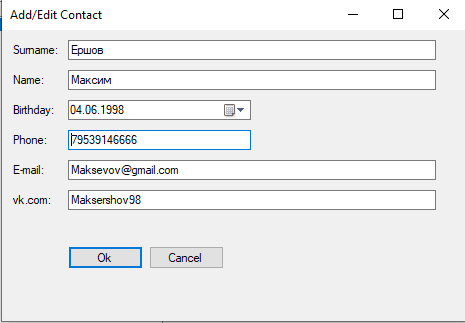 Add/Edit Contact
Surname: Ершов
Name: Максим
Birthday: 04.06.1998
Phone: 79539146666
E-mail: Maksevov@gmail.com
vk.com: Maksershov98
Ok Cancel